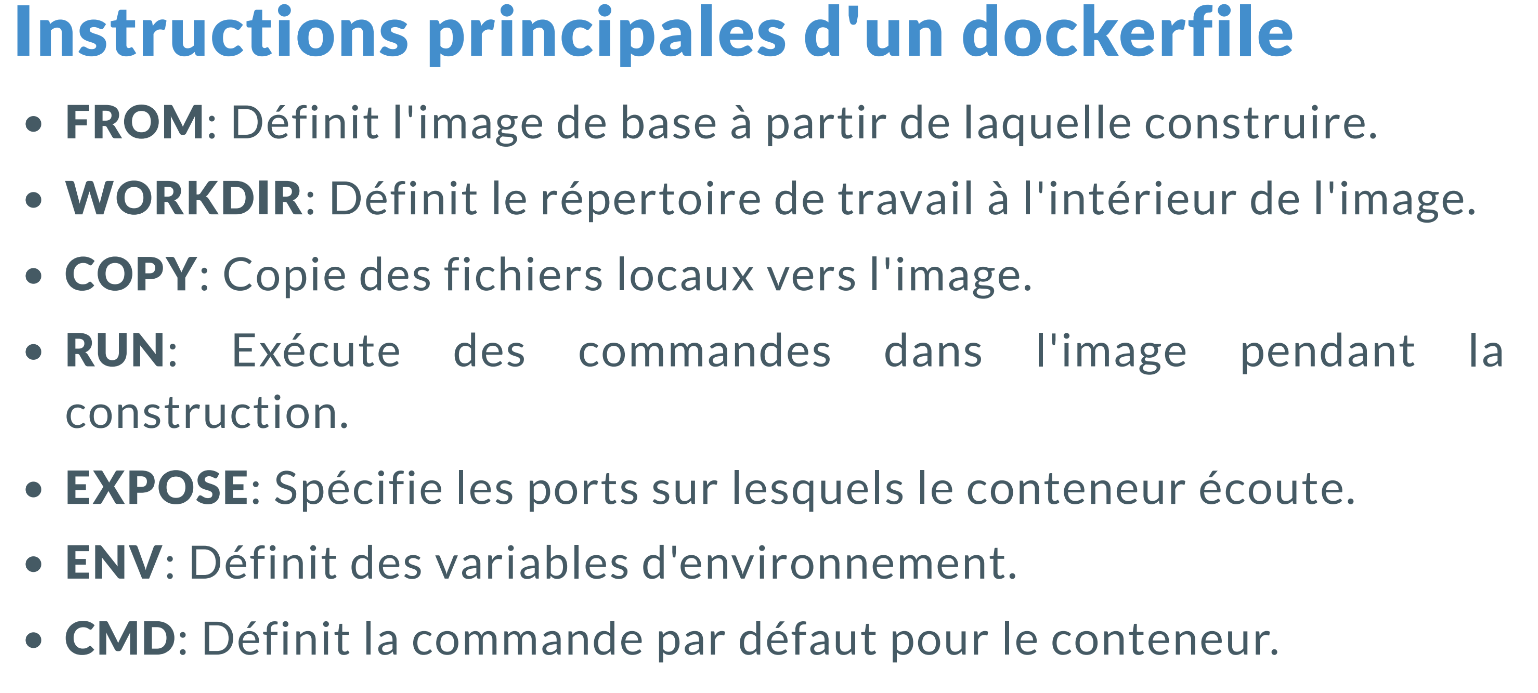 Instructions principales d'un dockerfile
• FROM: Définit l'image de base à partir de laquelle construire.
• WORKDIR: Définit le répertoire de travail à l'intérieur de l'image.
• COPY: Copie des fichiers locaux vers l'image.
• RUN: Exécute des commandes dans l'image pendant la
construction.
• EXPOSE: Spécifie les ports sur lesquels le conteneur écoute.
• ENV: Définit des variables d'environnement.
• CMD: Définit la commande par défaut pour le conteneur.